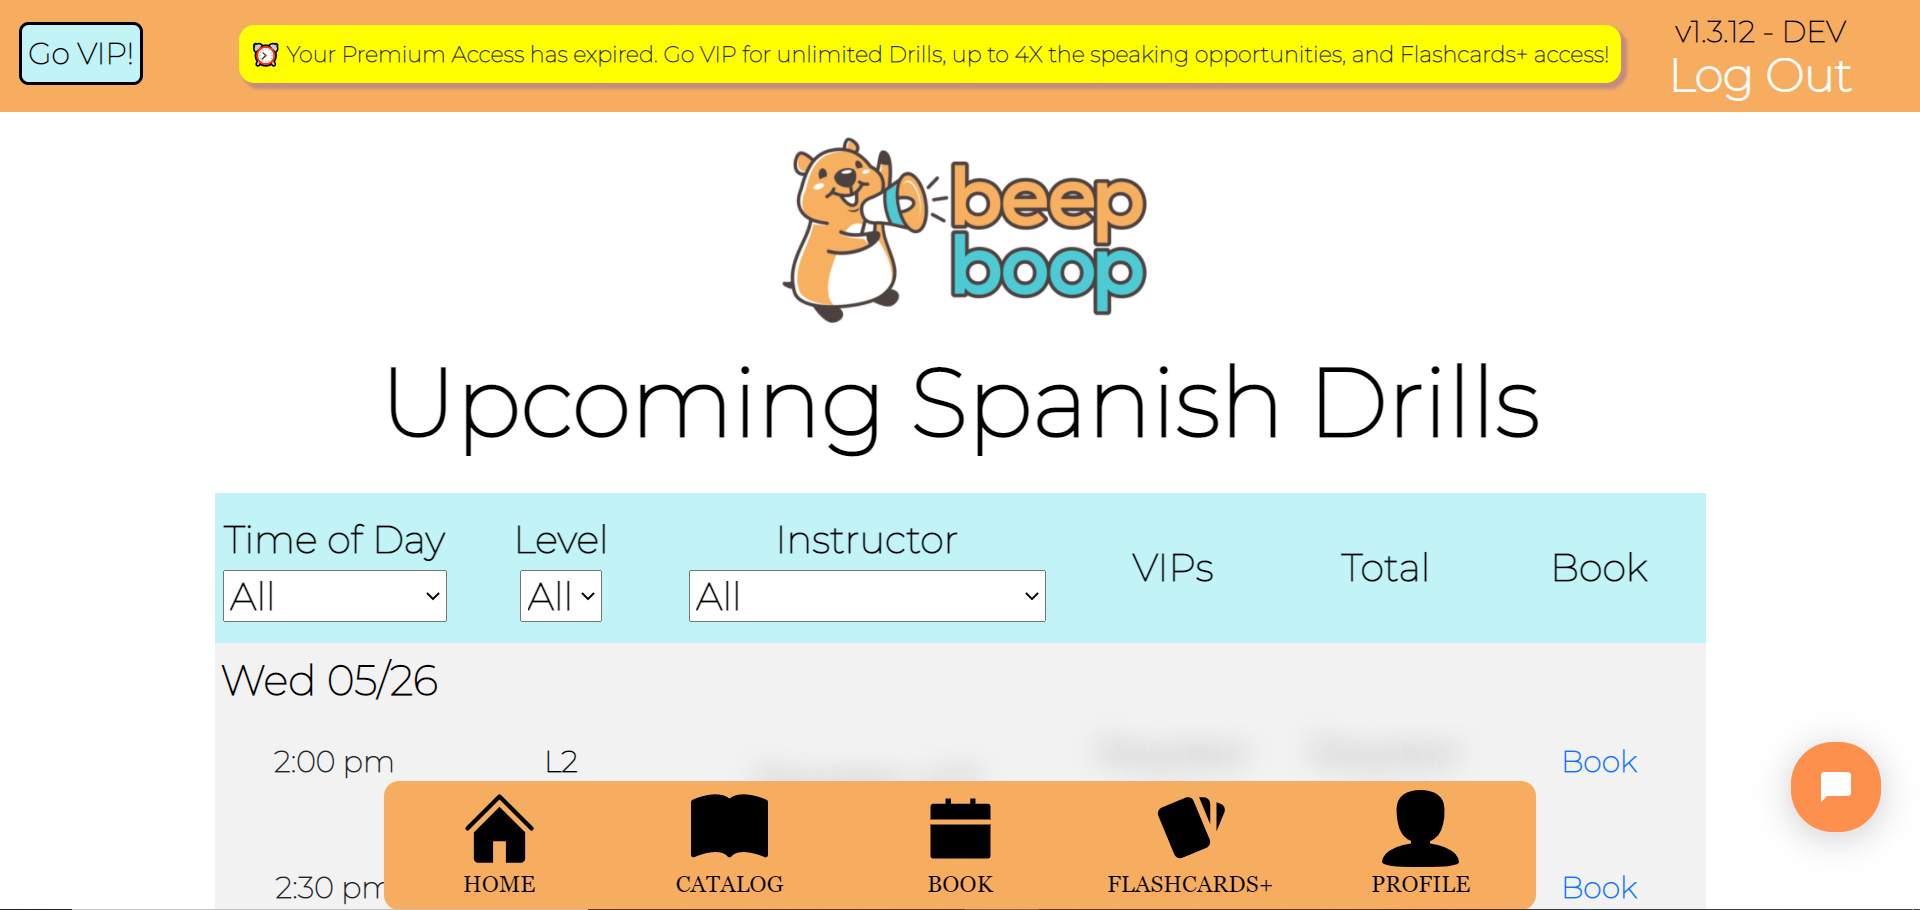 Go VIP!
⏰ Your Premium Access has expired. Go VIP for unlimited Drills, up to 4X the speaking opportunities, and Flashcards+ access!
v1.3.12 - DEV
Log Out
beep
boop
Upcoming Spanish Drills
Time of Day Level Instructor VIPs Total Book
All All All
Wed 05/26
2:00 pm L2 Book
2:30 pm Book
HOME CATALOG BOOK FLASHCARDS+ PROFILE